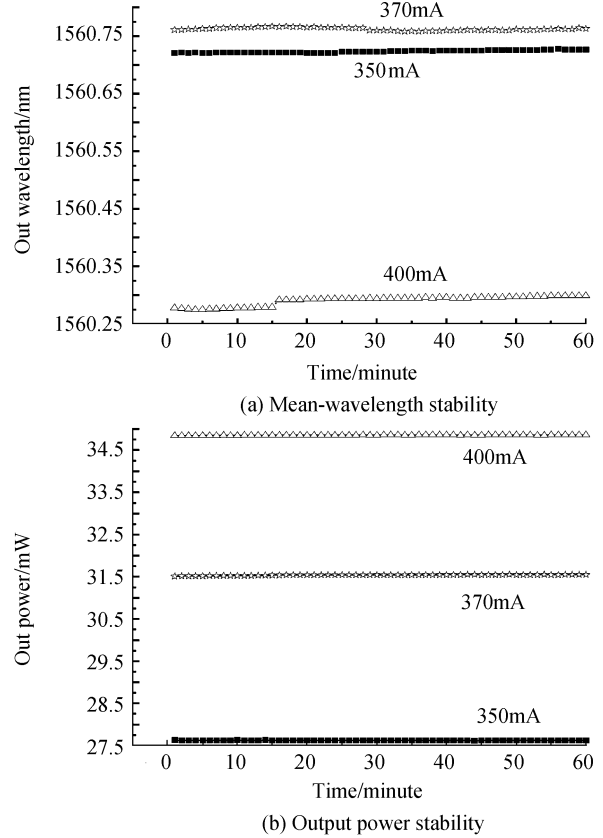 370mA
1560.75
350mA
1560.65
1560.55
1560.45
1560.35
1560.25
400mA
Out wavelength/nm
0 10 20 30 40 50 60
Time/minute
(a) Mean-wavelength stability
34.5
33.5
32.5
31.5
30.5
29.5
28.5
27.5
400mA
370mA
350mA
Out power/mW
0 10 20 30 40 50 60
Time/minute
(b) Output power stability